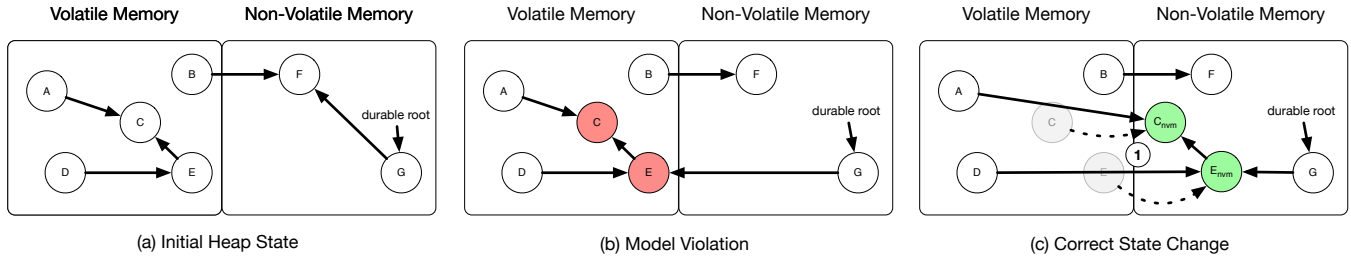 Volatile Memory Non-Volatile Memory
A
B
C
D
E
F
G
durable root
(a) Initial Heap State
Volatile Memory Non-Volatile Memory
A
B
C
D
E
F
G
durable root
(b) Model Violation
Volatile Memory Non-Volatile Memory
A
B
C
Cnvm
1
D
E
Envm
F
G
durable root
(c) Correct State Change